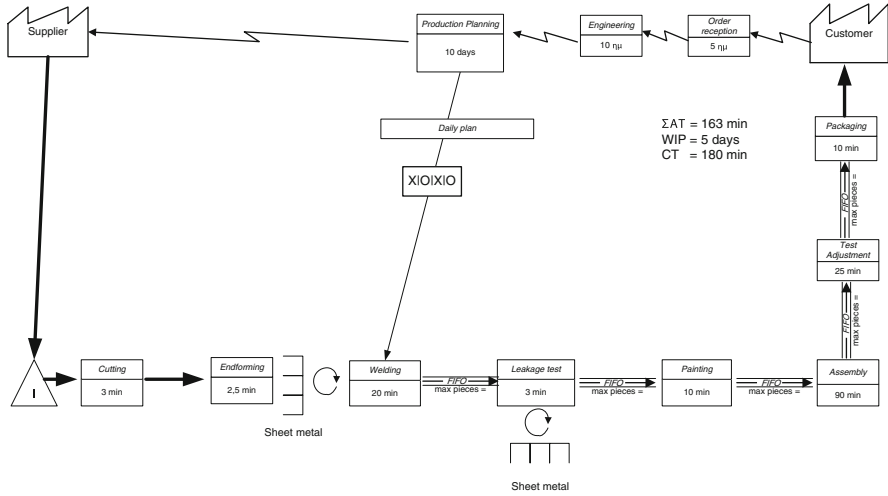 Supplier
Production Planning
10 days
Engineering
10 ημ
Order
reception
5 ημ
Customer
Daily plan
XIOIXIO
ΣAT = 163 min
WIP = 5 days
CT = 180 min
Packaging
10 min
FIFO
max pieces =
Test
Adjustment
25 min
FIFO
max pieces =
I
Cutting
3 min
Endforming
2,5 min
Sheet metal
Welding
20 min
FIFO
max pieces =
Leakage test
3 min
Sheet metal
FIFO
max pieces =
Painting
10 min
FIFO
max pieces =
Assembly
90 min